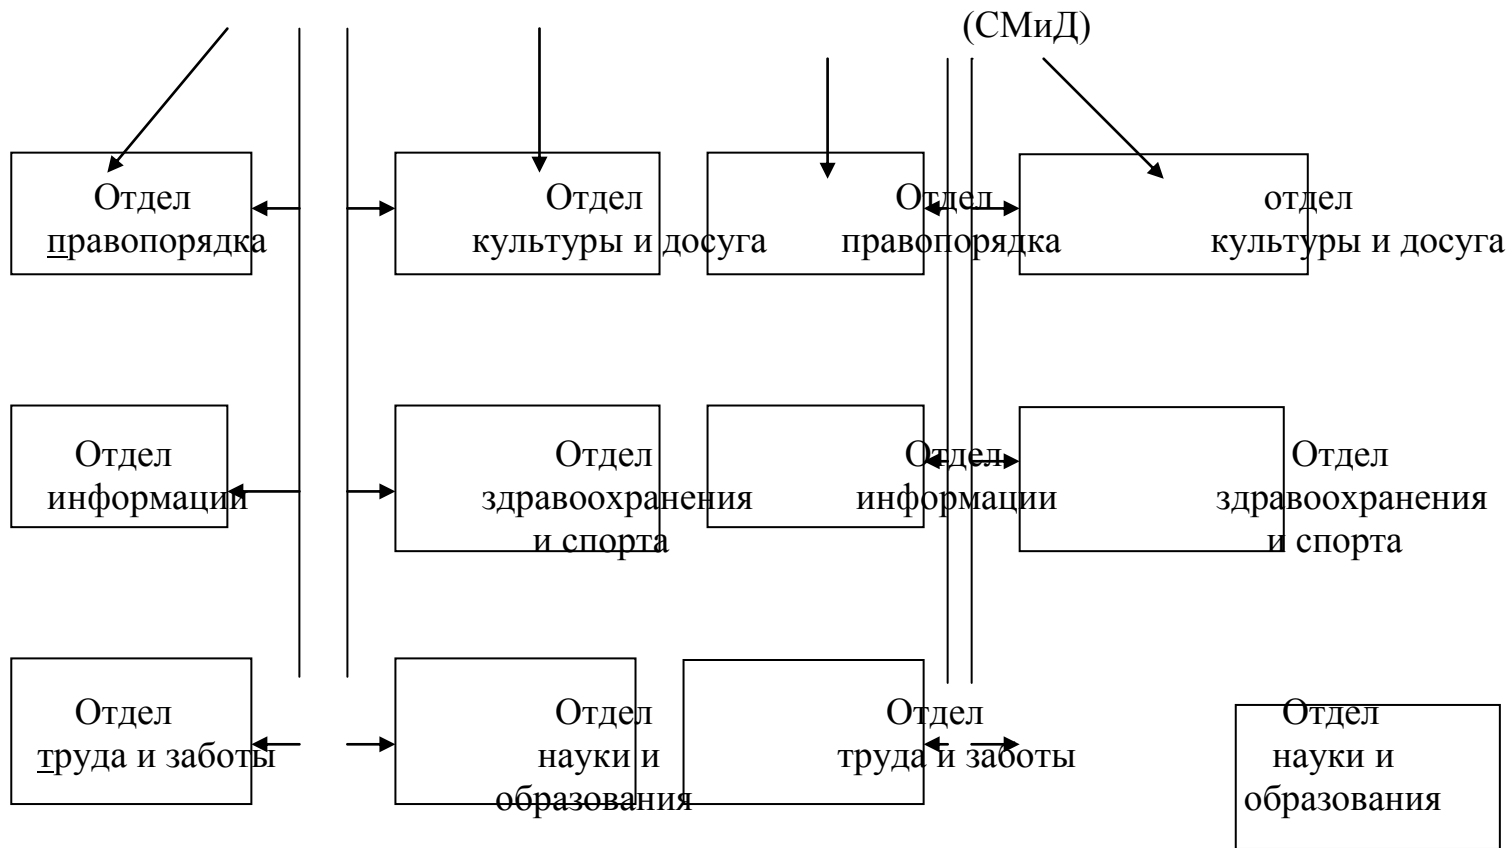 (СМиД)
Отдел
правопорядка
Отдел
культуры и досуга
Отдел
правопорядка
отдел
культуры и досуга
Отдел
информации
Отдел
здравоохранения
и спорта
Отдел
информации
Отдел
здравоохранения
и спорта
Отдел
труда и заботы
Отдел
науки и
образования
Отдел
труда и заботы
Отдел
науки и
образования